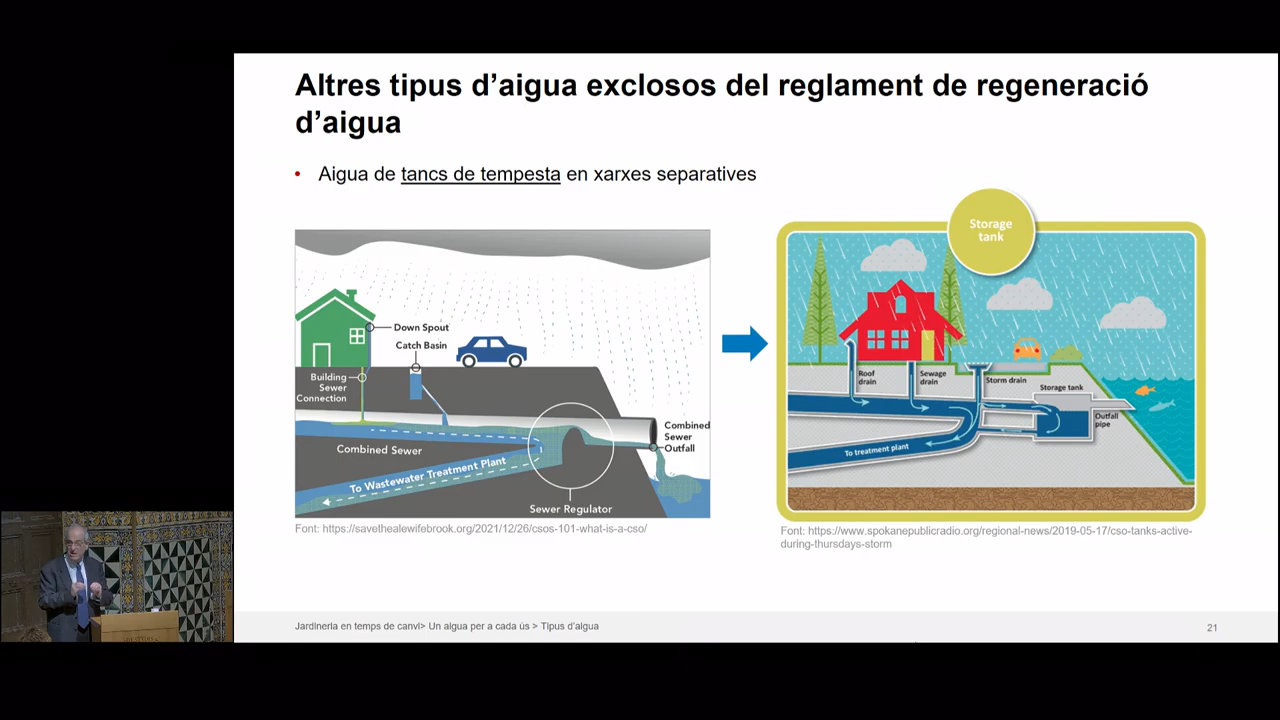 Altres tipus d’aigua exclosos del reglament de regeneració
d’aigua
• Aigua de tancs de tempesta en xarxes separatives
Down Spout
Catch Basin
Building
Sewer
Connection
Combined Sewer
To Wastewater Treatment Plant
Combined
Sewer
Outfall
Sewer Regulator
Font: https://savethealewifebrook.org/2021/12/26/csos-101-what-is-a-cso/
Storage
tank
Roof
drain
Sewage
drain
Storm drain
Storage tank
Outfall
pipe
To treatment plant
Font: https://www.spokanepublicradio.org/regional-news/2019-05-17/cso-tanks-active-
during-thursdays-storm
Jardineria en temps de canvi> Un aigua per a cada ús > Tipus d’aigua
21